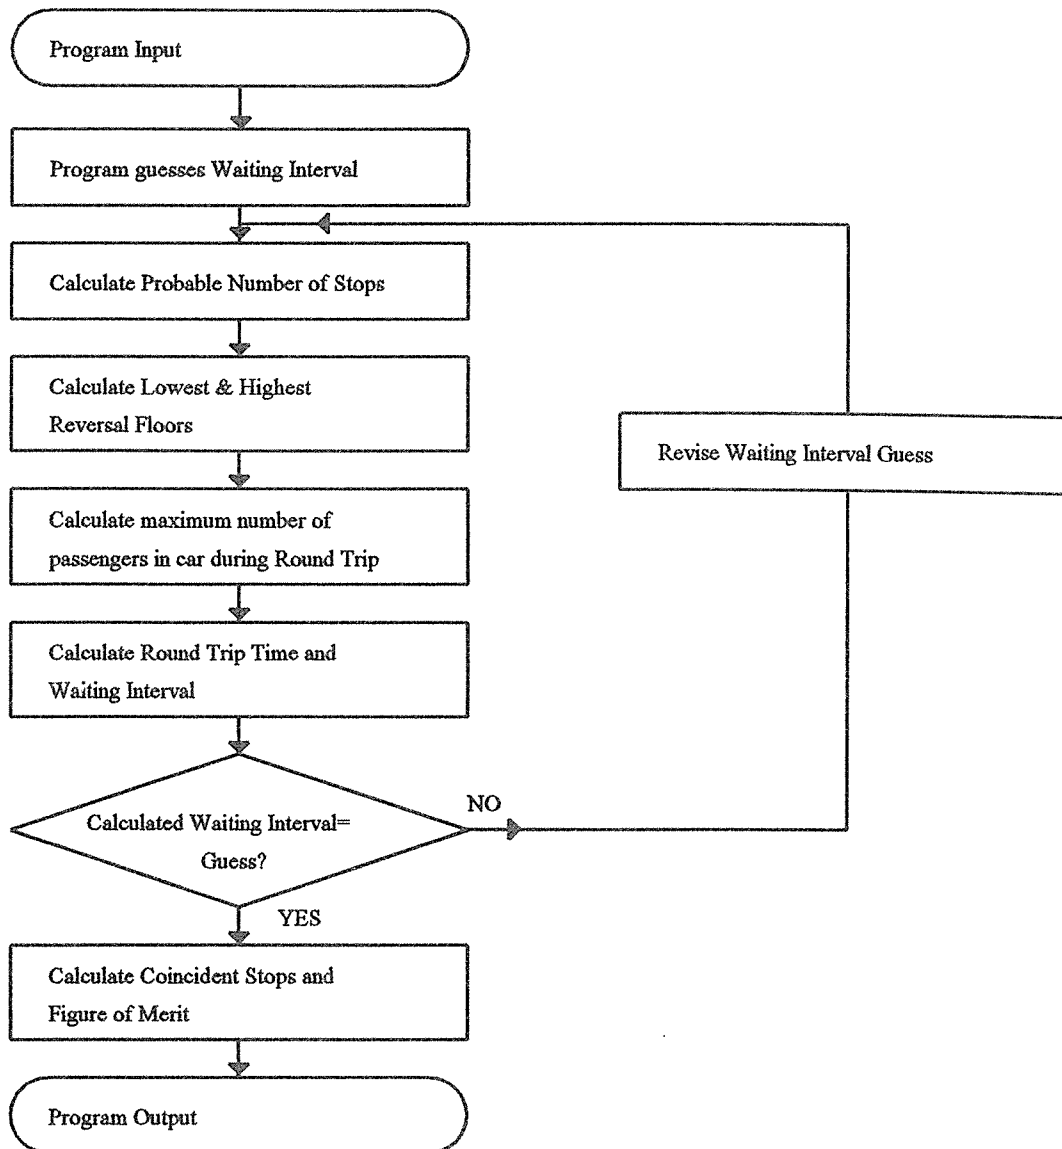 Program Input
Program guesses Waiting Interval
Calculate Probable Number of Stops
Calculate Lowest & Highest
Reversal Floors
Revise Waiting Interval Guess
Calculate maximum number of
passengers in car during Round Trip
Calculate Round Trip Time and
Waiting Interval
NO
Calculated Waiting Interval=
Guess?
YES
Calculate Coincident Stops and
Figure of Merit
Program Output